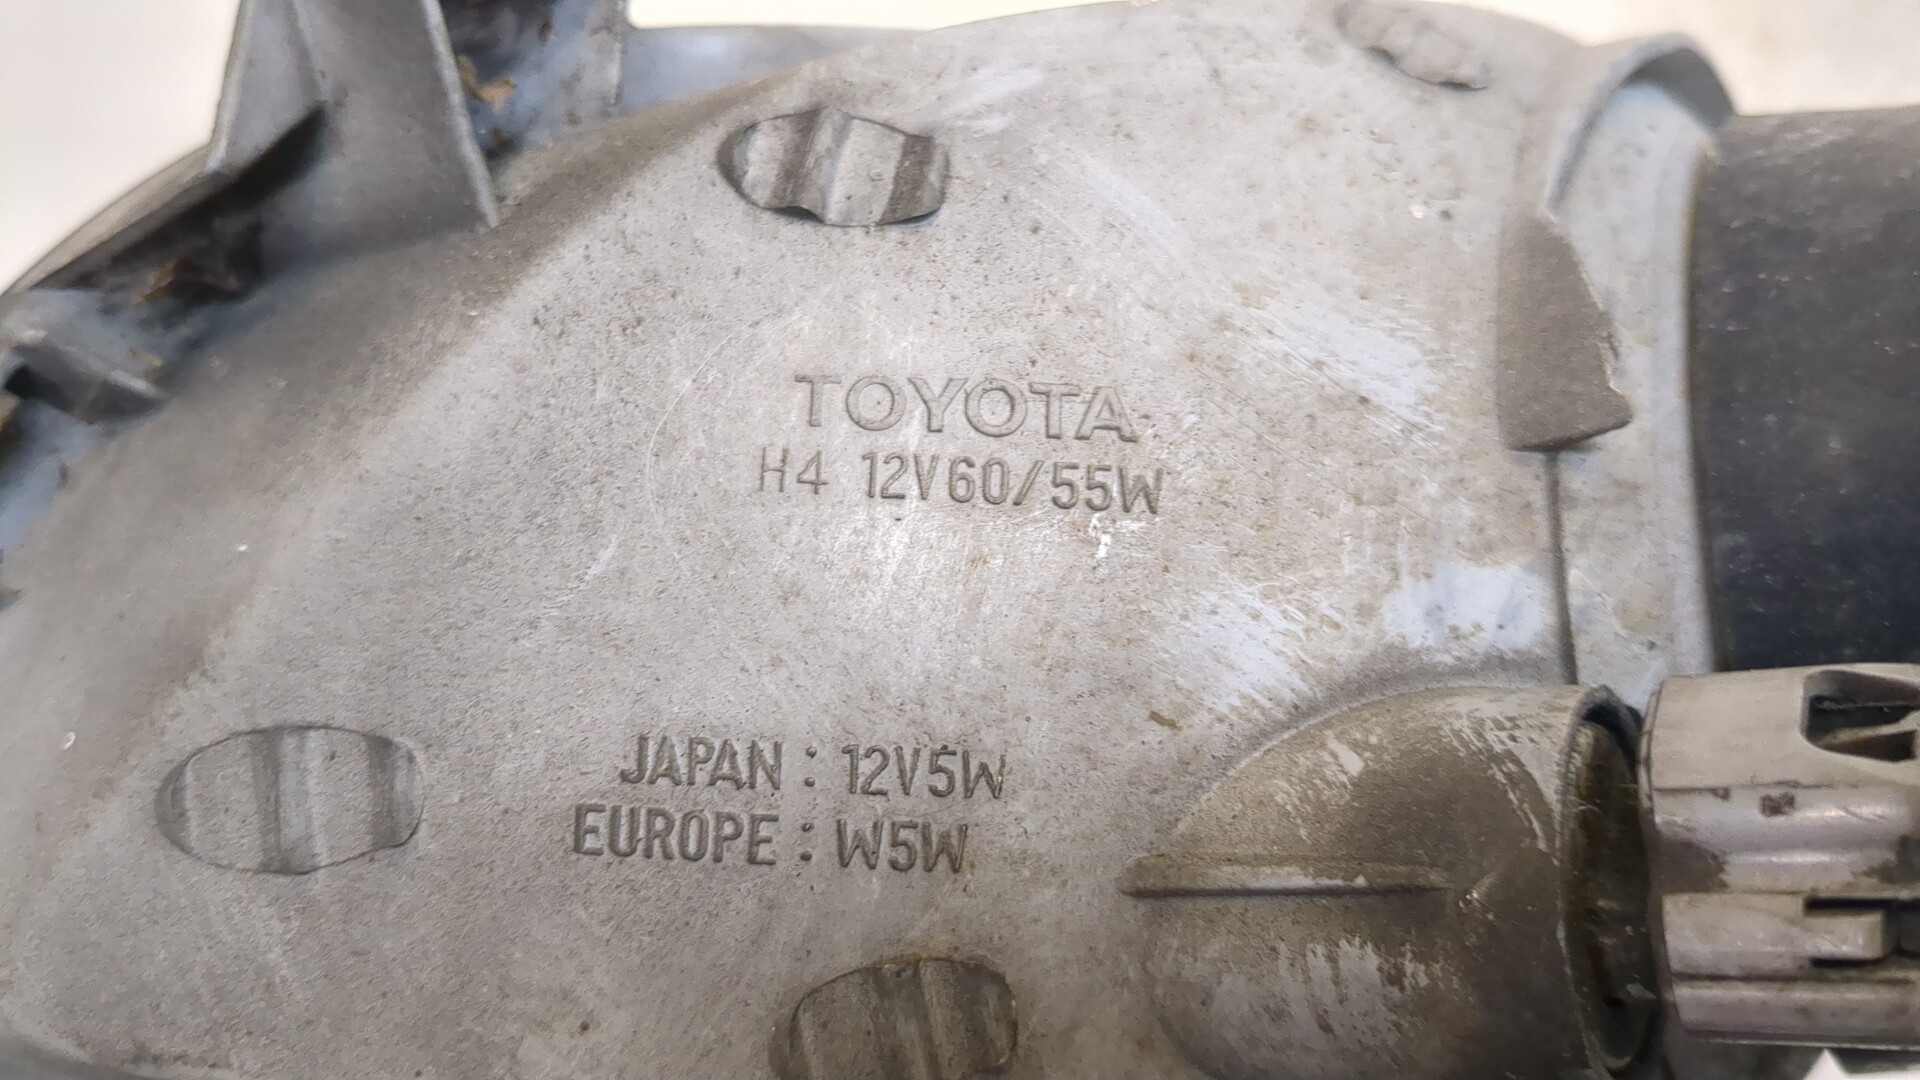 TOYOTA
H4 12V60/55W
JAPAN : 12V5W
EUROPE : W5W